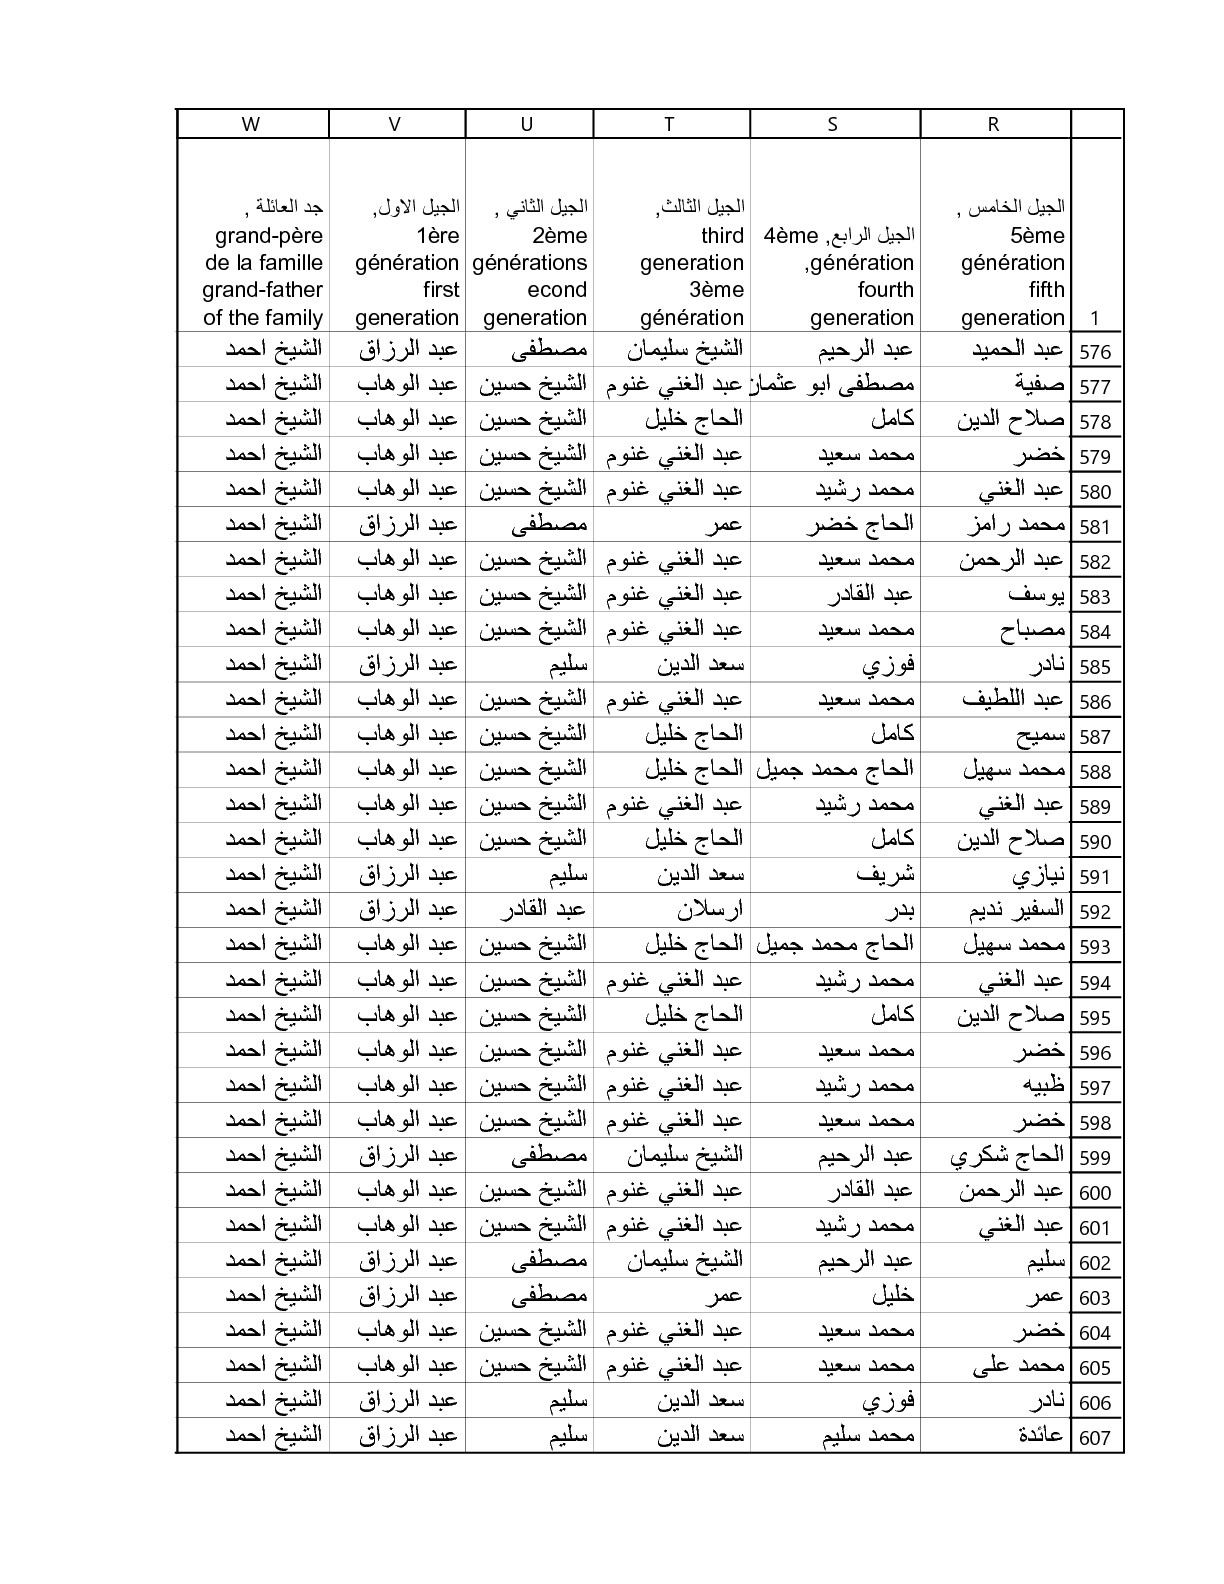 R S T U V W
الجيل الخامس , 5ème génération fifth generation
الجيل الرابع, 4ème génération, fourth generation
الجيل الثالث, third generation 3ème génération
الجيل الثاني , 2ème générations econd generation
الجيل الاول, 1ère génération first generation
جد العائلة , grand-père de la famille grand-father of the family
1
576 عبد الحميد عبد الرحيم الشيخ سليمان مصطفى عبد الرزاق الشيخ احمد
577 صفية مصطفى ابو عثمان عبد الغني غنوم الشيخ حسين عبد الوهاب الشيخ احمد
578 صلاح الدين كامل الحاج خليل الشيخ حسين عبد الوهاب الشيخ احمد
579 خضر محمد سعيد عبد الغني غنوم الشيخ حسين عبد الوهاب الشيخ احمد
580 عبد الغني محمد رشيد عبد الغني غنوم الشيخ حسين عبد الوهاب الشيخ احمد
581 محمد رامز الحاج خضر عمر مصطفى عبد الرزاق الشيخ احمد
582 عبد الرحمن محمد سعيد عبد الغني غنوم الشيخ حسين عبد الوهاب الشيخ احمد
583 يوسف عبد القادر عبد الغني غنوم الشيخ حسين عبد الوهاب الشيخ احمد
584 مصباح محمد سعيد عبد الغني غنوم الشيخ حسين عبد الوهاب الشيخ احمد
585 نادر فوزي سعد الدين سليم عبد الرزاق الشيخ احمد
586 عبد اللطيف محمد سعيد عبد الغني غنوم الشيخ حسين عبد الوهاب الشيخ احمد
587 سميح كامل الحاج خليل الشيخ حسين عبد الوهاب الشيخ احمد
588 محمد سهيل الحاج محمد جميل الحاج خليل الشيخ حسين عبد الوهاب الشيخ احمد
589 عبد الغني محمد رشيد عبد الغني غنوم الشيخ حسين عبد الوهاب الشيخ احمد
590 صلاح الدين كامل الحاج خليل الشيخ حسين عبد الوهاب الشيخ احمد
591 نيازي شريف سعد الدين سليم عبد الرزاق الشيخ احمد
592 السفير نديم بدر ارسلان عبد القادر عبد الرزاق الشيخ احمد
593 محمد سهيل الحاج محمد جميل الحاج خليل الشيخ حسين عبد الوهاب الشيخ احمد
594 عبد الغني محمد رشيد عبد الغني غنوم الشيخ حسين عبد الوهاب الشيخ احمد
595 صلاح الدين كامل الحاج خليل الشيخ حسين عبد الوهاب الشيخ احمد
596 خضر محمد سعيد عبد الغني غنوم الشيخ حسين عبد الوهاب الشيخ احمد
597 ظبيه محمد رشيد عبد الغني غنوم الشيخ حسين عبد الوهاب الشيخ احمد
598 خضر محمد سعيد عبد الغني غنوم الشيخ حسين عبد الوهاب الشيخ احمد
599 الحاج شكري عبد الرحيم الشيخ سليمان مصطفى عبد الرزاق الشيخ احمد
600 عبد الرحمن عبد القادر عبد الغني غنوم الشيخ حسين عبد الوهاب الشيخ احمد
601 عبد الغني محمد رشيد عبد الغني غنوم الشيخ حسين عبد الوهاب الشيخ احمد
602 سليم عبد الرحيم الشيخ سليمان مصطفى عبد الرزاق الشيخ احمد
603 عمر خليل عمر مصطفى عبد الرزاق الشيخ احمد
604 خضر محمد سعيد عبد الغني غنوم الشيخ حسين عبد الوهاب الشيخ احمد
605 محمد على محمد سعيد عبد الغني غنوم الشيخ حسين عبد الوهاب الشيخ احمد
606 نادر فوزي سعد الدين سليم عبد الرزاق الشيخ احمد
607 عائدة محمد سليم سعد الدين سليم عبد الرزاق الشيخ احمد